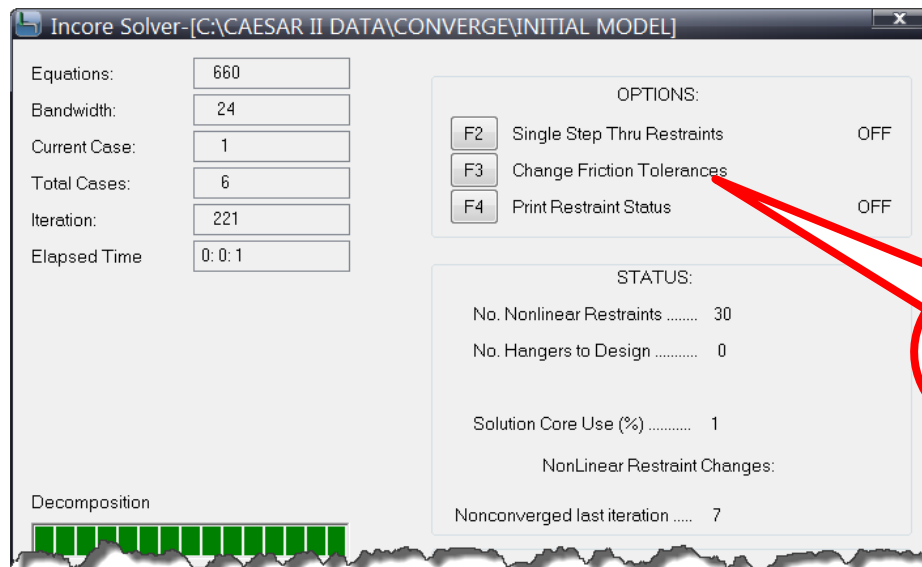 Incore Solver-[C:\CAESAR II DATA\CONVERGE\INITIAL MODEL]
Equations: 660
Bandwidth: 24
Current Case: 1
Total Cases: 6
Iteration: 221
Elapsed Time 0: 0: 1
OPTIONS:
F2 Single Step Thru Restraints OFF
F3 Change Friction Tolerances
F4 Print Restraint Status OFF
STATUS:
No. Nonlinear Restraints ........ 30
No. Hangers to Design ........... 0
Solution Core Use (%) ........... 1
NonLinear Restraint Changes:
Nonconverged last iteration ..... 7
Decomposition